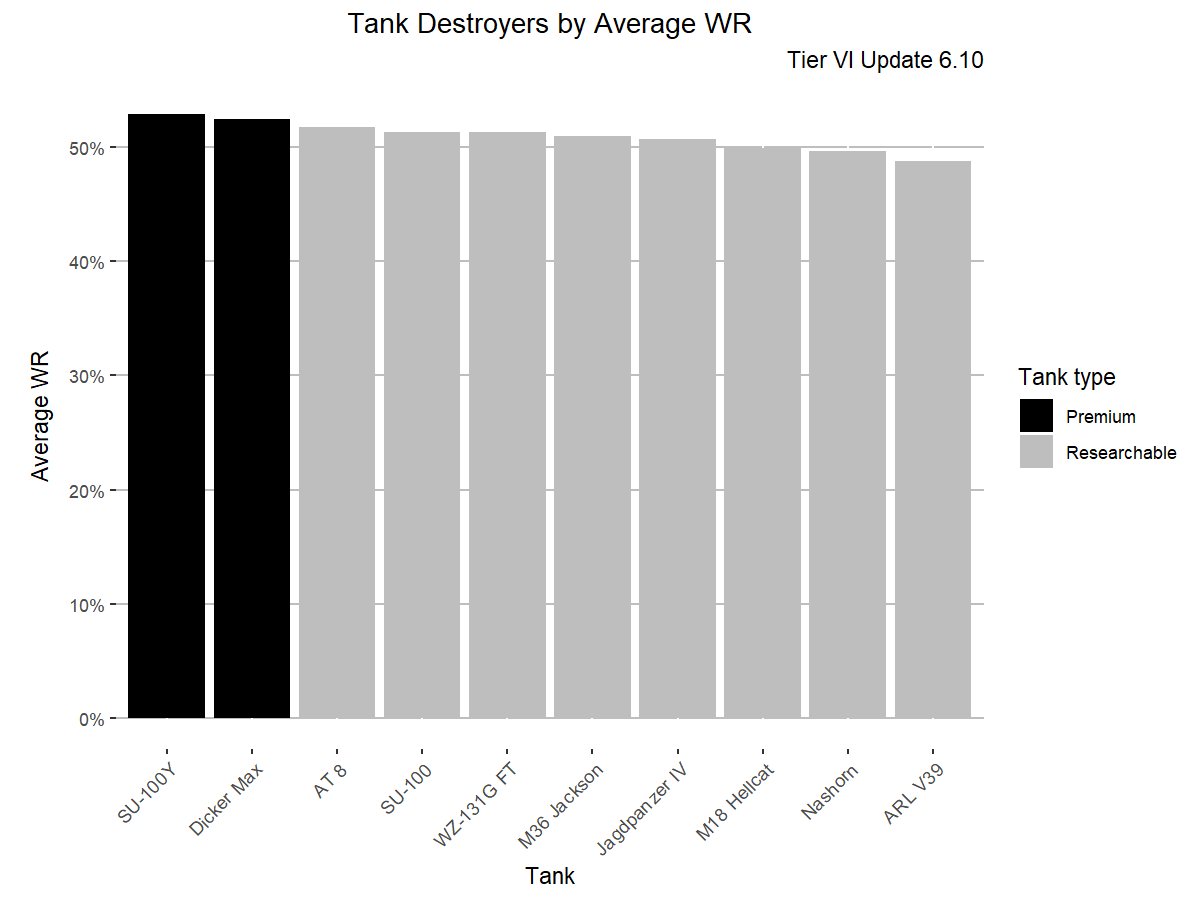 Tank Destroyers by Average WR
Tier VI Update 6.10
Average WR
50%
40%
30%
20%
10%
0%
SU-100Y
Dicker Max
AT 8
SU-100
WZ-131G FT
M36 Jackson
Jagdpanzer IV
M18 Hellcat
Nashorn
ARL V39
Tank
Tank type
Premium
Researchable